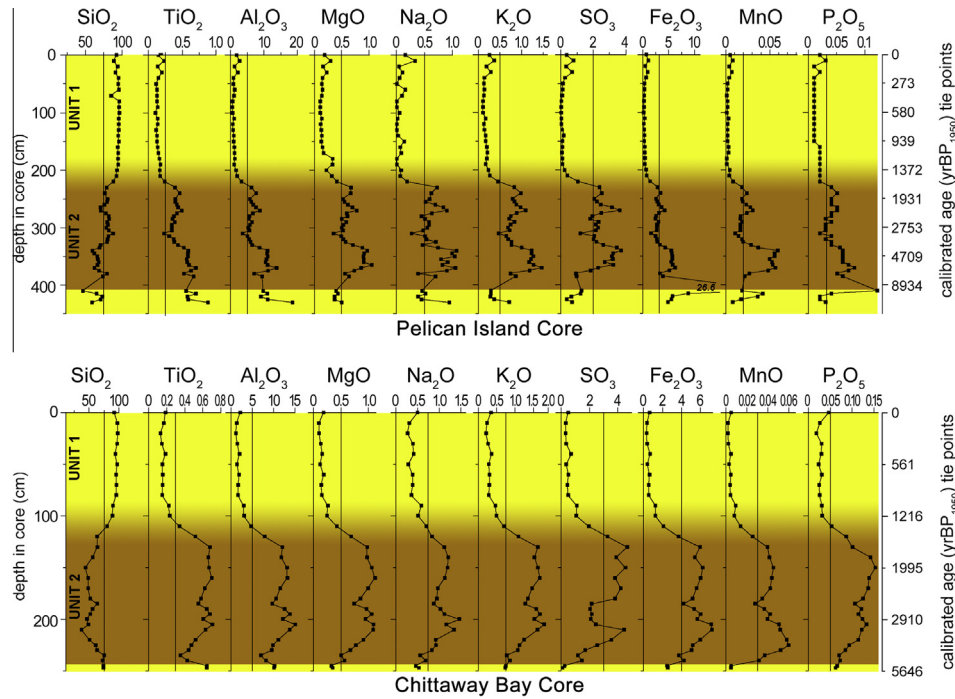 SiO₂ TiO₂ Al₂O₃ MgO Na₂O K₂O SO₃ Fe₂O₃ MnO P₂O₅
50 100 0 0.5 1.0 0 10 20 0 0.5 1.0 0 0.5 1.0 0 0.5 1.0 1.5 0 2 4 0 5 10 0 0.05 0 0.05 0.1
depth in core (cm)
0
100
200
300
400
UNIT 1
UNIT 2
26.6
0
273
580
939
1372
1931
2753
4709
8934
calibrated age (yrBP₁₉₅₀) tie points
Pelican Island Core
SiO₂ TiO₂ Al₂O₃ MgO Na₂O K₂O SO₃ Fe₂O₃ MnO P₂O₅
50 100 0 0.2 0.4 0.6 0.8 0 5 10 15 0 0.5 1.0 0 0.5 1.0 1.5 0 0.5 1.0 1.5 2.0 0 2 4 0 2 4 6 0 0.02 0.04 0.06 0 0.05 0.10 0.15
depth in core (cm)
0
100
200
UNIT 1
UNIT 2
0
561
1216
1995
2910
5646
calibrated age (yrBP₁₉₅₀) tie points
Chittaway Bay Core